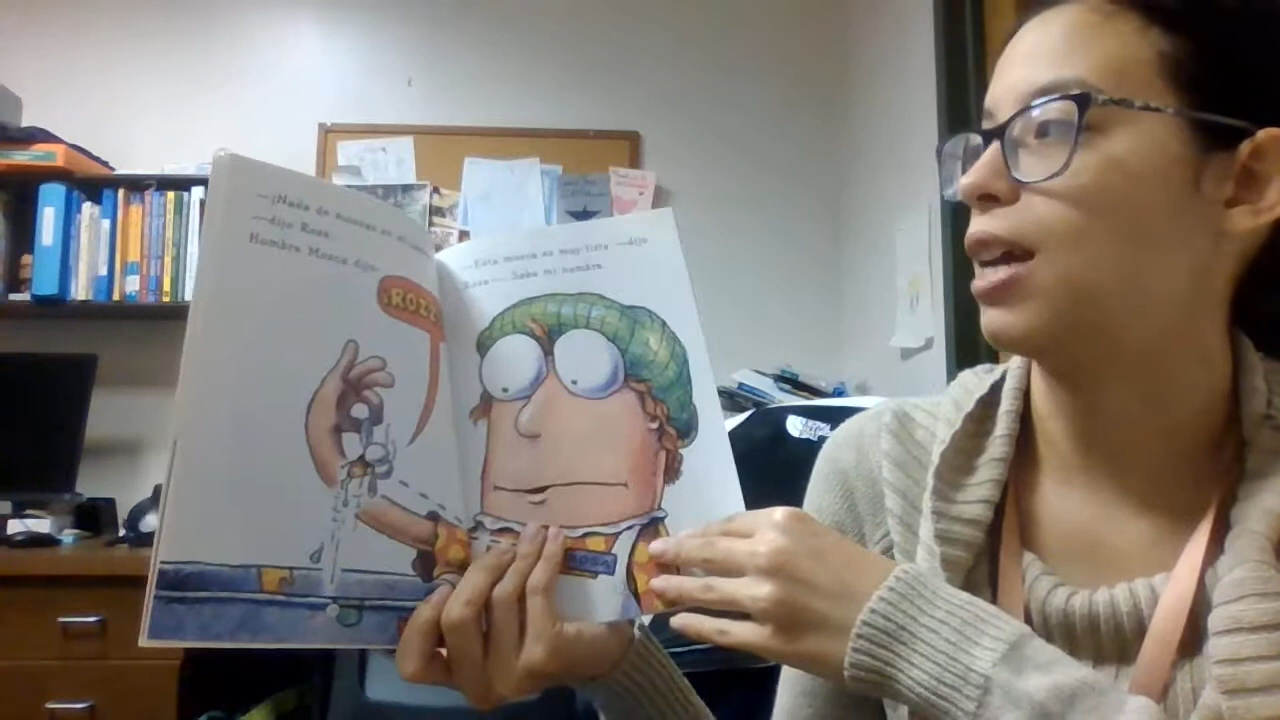 —¡Nada de moscas en el
—dijo Rosa.
Hombre Mosca dijo:
¡ROZZ
—Esta mosca es muy lista —dijo
Rosa—. Sabe mi nombre.
ROSA